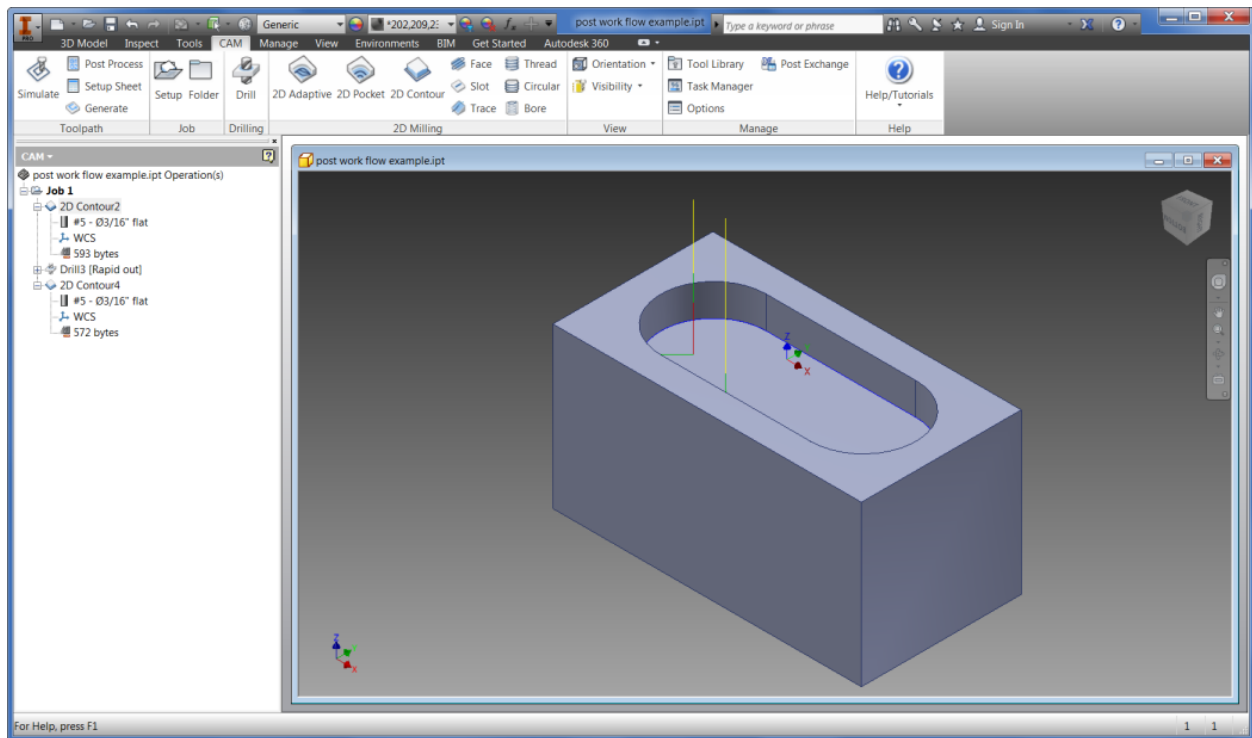 PRO
Generic
*202,209,23
post work flow example.ipt
Type a keyword or phrase
Sign In
3D Model Inspect Tools CAM Manage View Environments BIM Get Started Autodesk 360
Simulate
Post Process
Setup Sheet
Generate
Toolpath
Setup Folder
Job
Drill
Drilling
2D Adaptive 2D Pocket 2D Contour
Face Thread
Slot Circular
Trace Bore
2D Milling
Orientation
Visibility
View
Tool Library Post Exchange
Task Manager
Options
Manage
Help/Tutorials
Help
CAM
post work flow example.ipt Operation(s)
Job 1
2D Contour2
#5 - Ø3/16" flat
WCS
593 bytes
Drill3 [Rapid out]
2D Contour4
#5 - Ø3/16" flat
WCS
572 bytes
post work flow example.ipt
FRONT
Z
X
Z
X
For Help, press F1
1 1